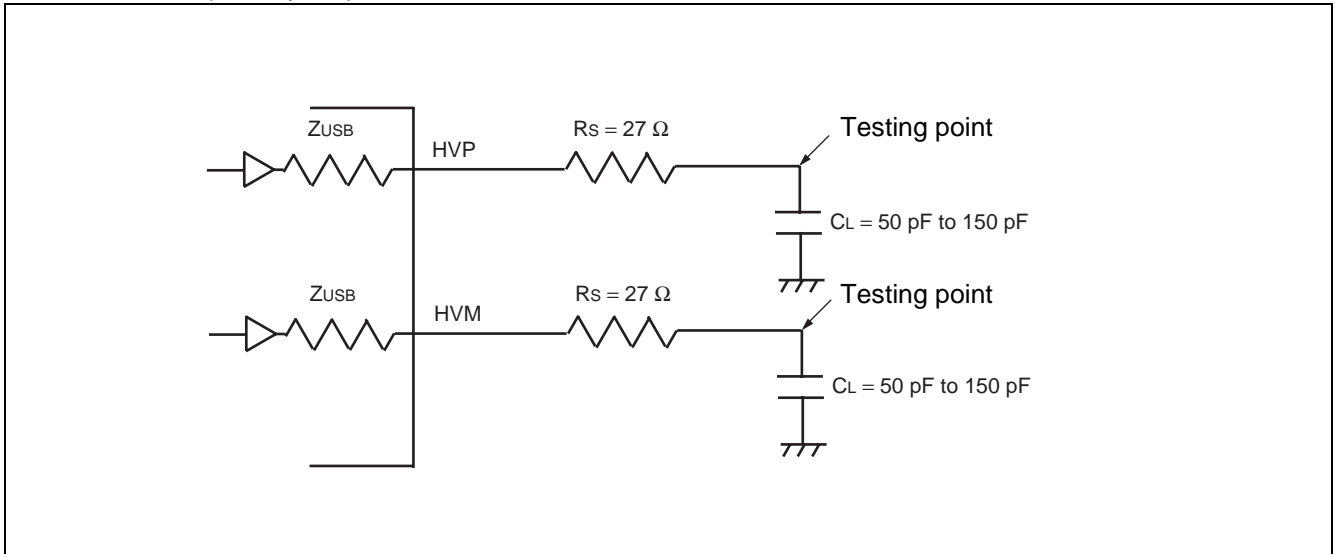 ZUSB
HVP
RS = 27 Ω
Testing point
CL = 50 pF to 150 pF
ZUSB
HVM
RS = 27 Ω
Testing point
CL = 50 pF to 150 pF